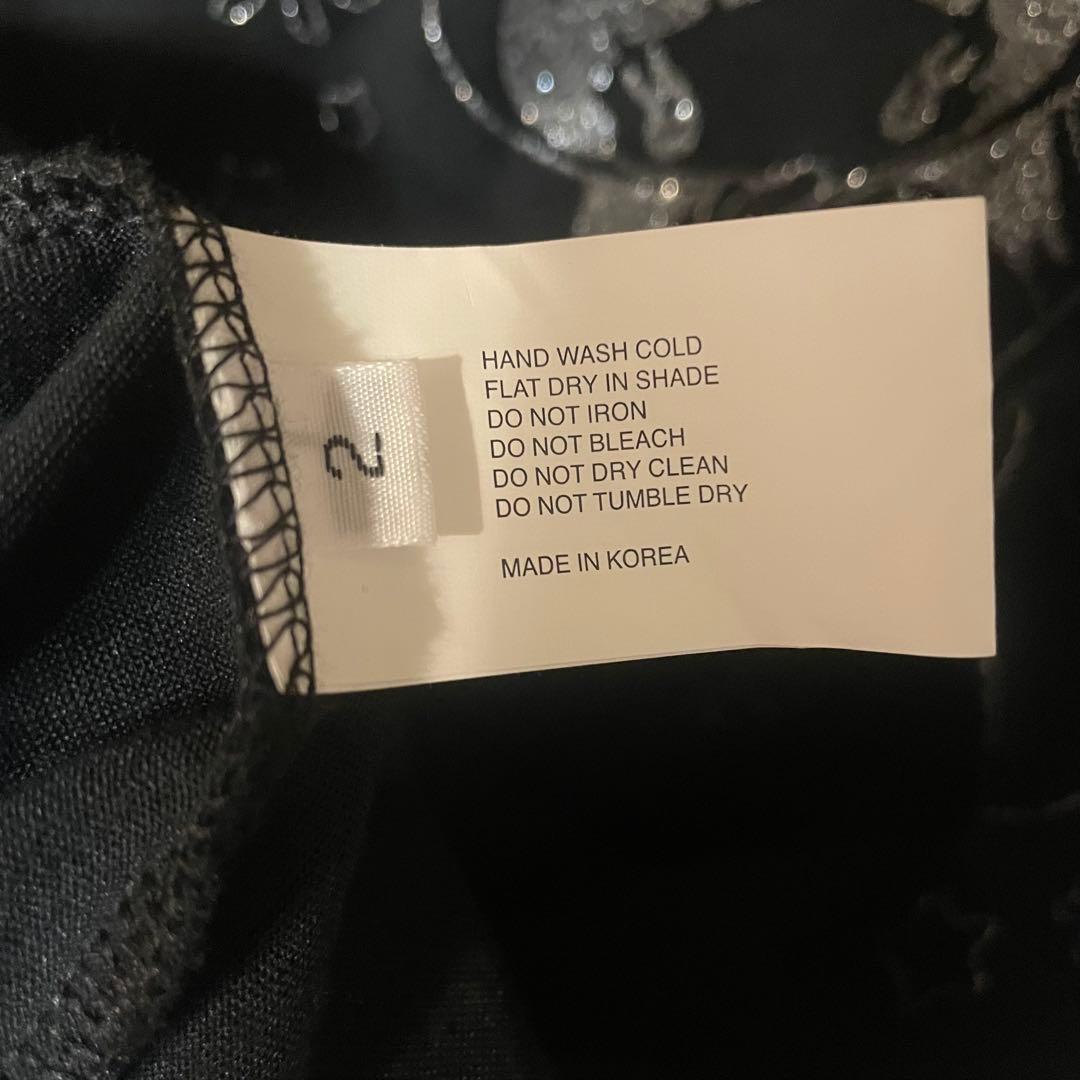 2
HAND WASH COLD
FLAT DRY IN SHADE
DO NOT IRON
DO NOT BLEACH
DO NOT DRY CLEAN
DO NOT TUMBLE DRY
MADE IN KOREA